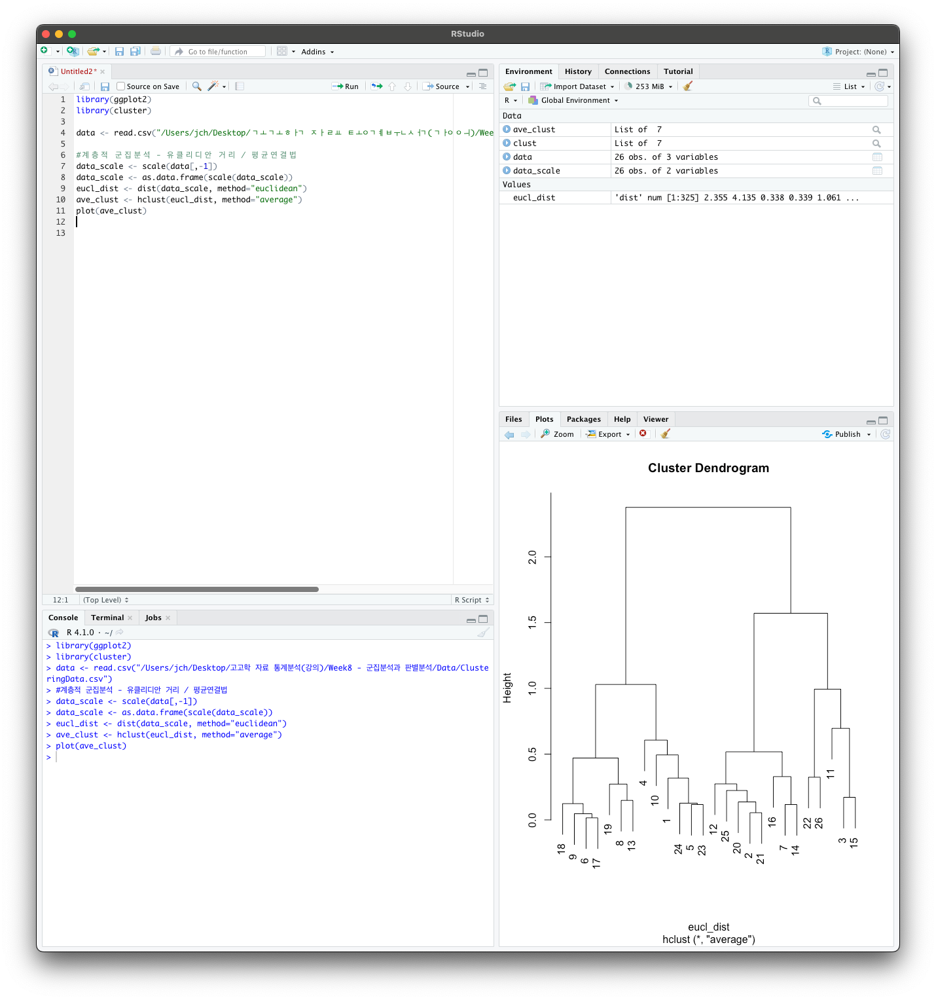 RStudio
Go to file/function
Addins
Project: (None)
Untitled2*
Source on Save
Run
Source
1 library(ggplot2)
2 library(cluster)
3
4 data <- read.csv("/Users/jch/Desktop/ㄱㅗㄱㅗㅎㅏㄱ ㅈㅏㄹㅛ ㅌㅗㅇㄱㅖㅂㅜㄴㅅㅓㄱ(ㄱㅏㅇㅇㅢ)/Wee
5
6 #계층적 군집분석 - 유클리디안 거리 / 평균연결법
7 data_scale <- scale(data[,-1])
8 data_scale <- as.data.frame(scale(data_scale))
9 eucl_dist <- dist(data_scale, method="euclidean")
10 ave_clust <- hclust(eucl_dist, method="average")
11 plot(ave_clust)
12
13
12:1 (Top Level) R Script
Console Terminal Jobs
R 4.1.0 · ~/
> library(ggplot2)
> library(cluster)
> data <- read.csv("/Users/jch/Desktop/고고학 자료 통계분석(강의)/Week8 - 군집분석과 판별분석/Data/Cluste
ringData.csv")
> #계층적 군집분석 - 유클리디안 거리 / 평균연결법
> data_scale <- scale(data[,-1])
> data_scale <- as.data.frame(scale(data_scale))
> eucl_dist <- dist(data_scale, method="euclidean")
> ave_clust <- hclust(eucl_dist, method="average")
> plot(ave_clust)
>
Environment History Connections Tutorial
Import Dataset 253 MiB List
R Global Environment
Data
ave_clust List of 7
clust List of 7
data 26 obs. of 3 variables
data_scale 26 obs. of 2 variables
Values
eucl_dist 'dist' num [1:325] 2.355 4.135 0.338 0.339 1.061 ...
Files Plots Packages Help Viewer
Zoom Export Publish
Cluster Dendrogram
Height
2.0
1.5
1.0
0.5
0.0
18
9
6
17
19
8
13
4
10
1
24
5
23
12
25
20
2
21
16
7
14
22
26
11
3
15
eucl_dist
hclust (*, "average")